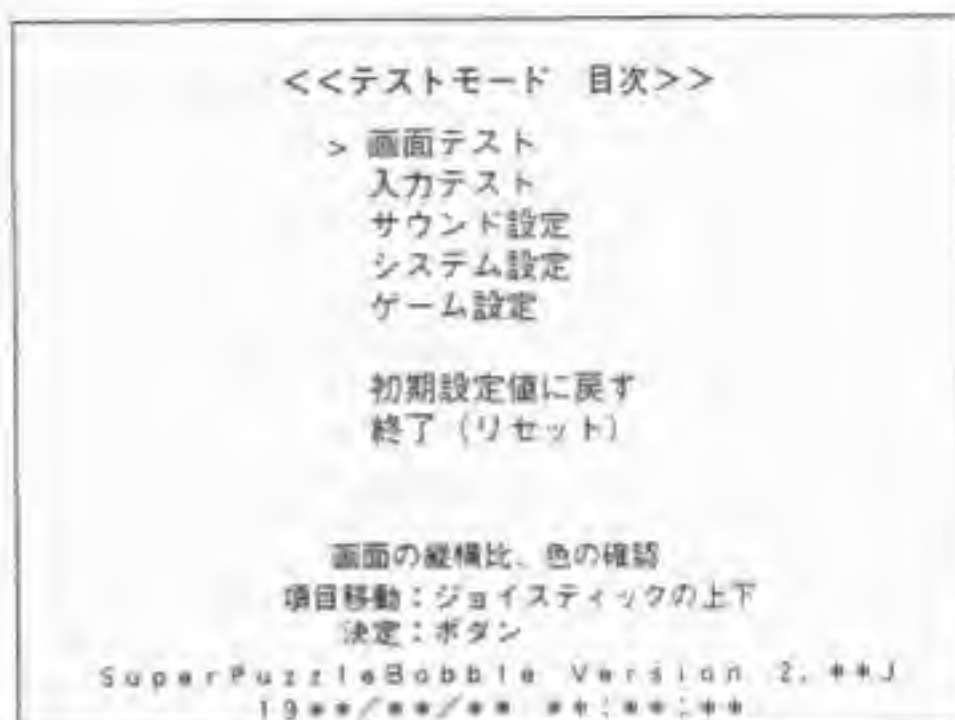 <<テストモード 目次>>
> 画面テスト
入力テスト
サウンド設定
システム設定
ゲーム設定
初期設定値に戻す
終了 (リセット)
画面の縦横比、色の確認
項目移動：ジョイスティックの上下
決定：ボタン
SuperPuzzleBobble Version 2.**J
19**/**/** **:**:**